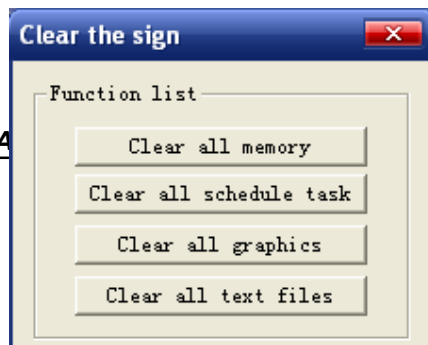 Clear the sign
Function list
A
Clear all memory
Clear all schedule task
Clear all graphics
Clear all text files